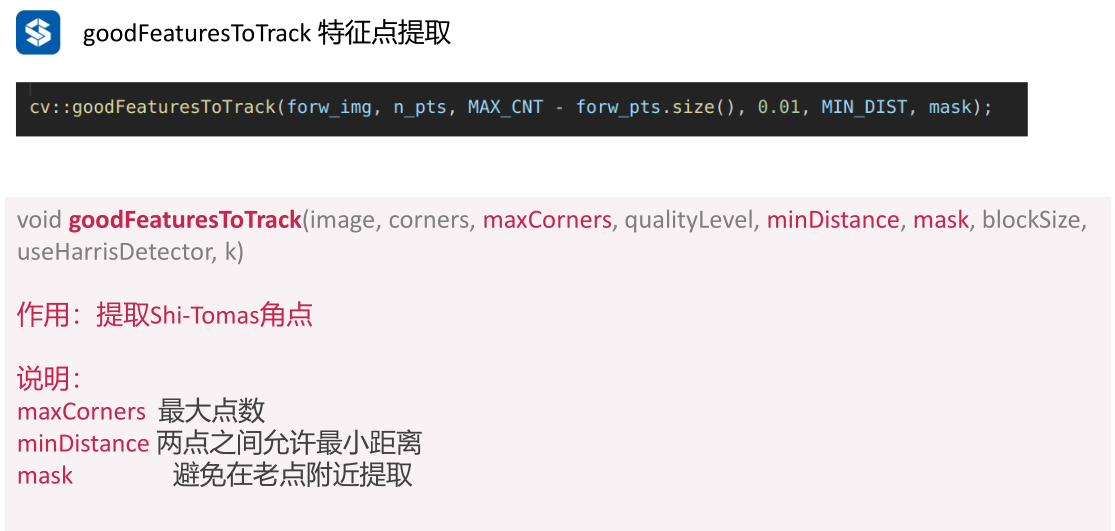 goodFeaturesToTrack 特征点提取
cv::goodFeaturesToTrack(forw_img, n_pts, MAX_CNT - forw_pts.size(), 0.01, MIN_DIST, mask);
void goodFeaturesToTrack(image, corners, maxCorners, qualityLevel, minDistance, mask, blockSize,
useHarrisDetector, k)
作用：提取Shi-Tomas角点
说明：
maxCorners 最大点数
minDistance 两点之间允许最小距离
mask 避免在老点附近提取